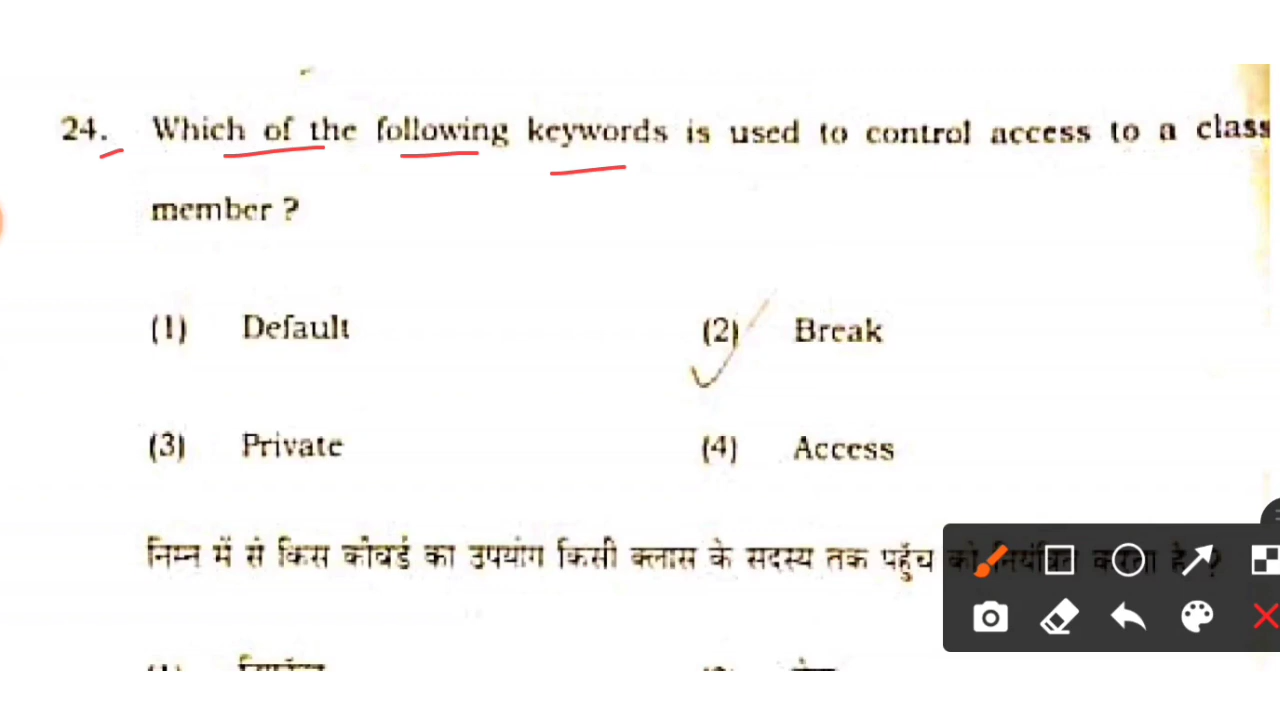 24. Which of the following keywords is used to control access to a class
member ?
(1) Default (2) Break
(3) Private (4) Access
निम्न में से किस कीवर्ड का उपयोग किसी क्लास के सदस्य तक पहुँच को नियंत्रित करता है ?